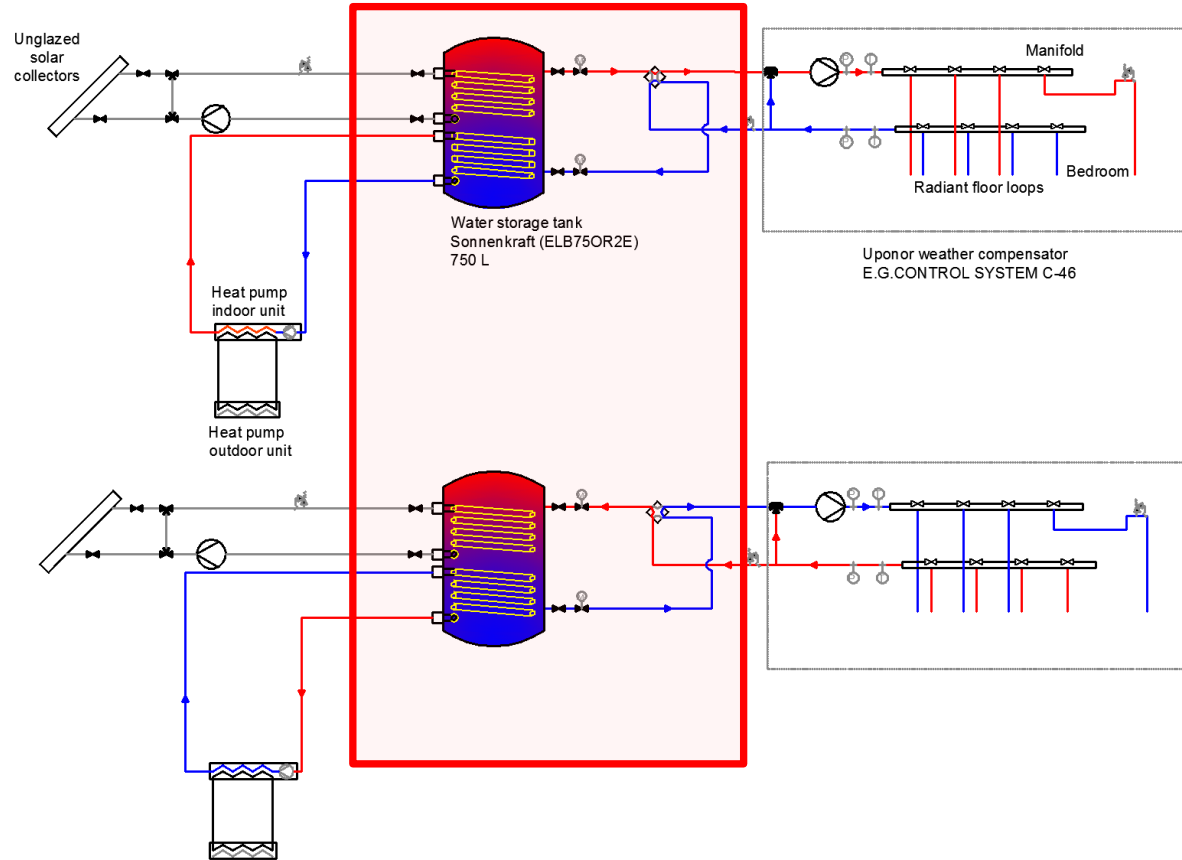 Unglazed
solar
collectors
Manifold
Radiant floor loops
Bedroom
Water storage tank
Sonnenkraft (ELB75OR2E)
750 L
Uponor weather compensator
E.G.CONTROL SYSTEM C-46
Heat pump
indoor unit
Heat pump
outdoor unit